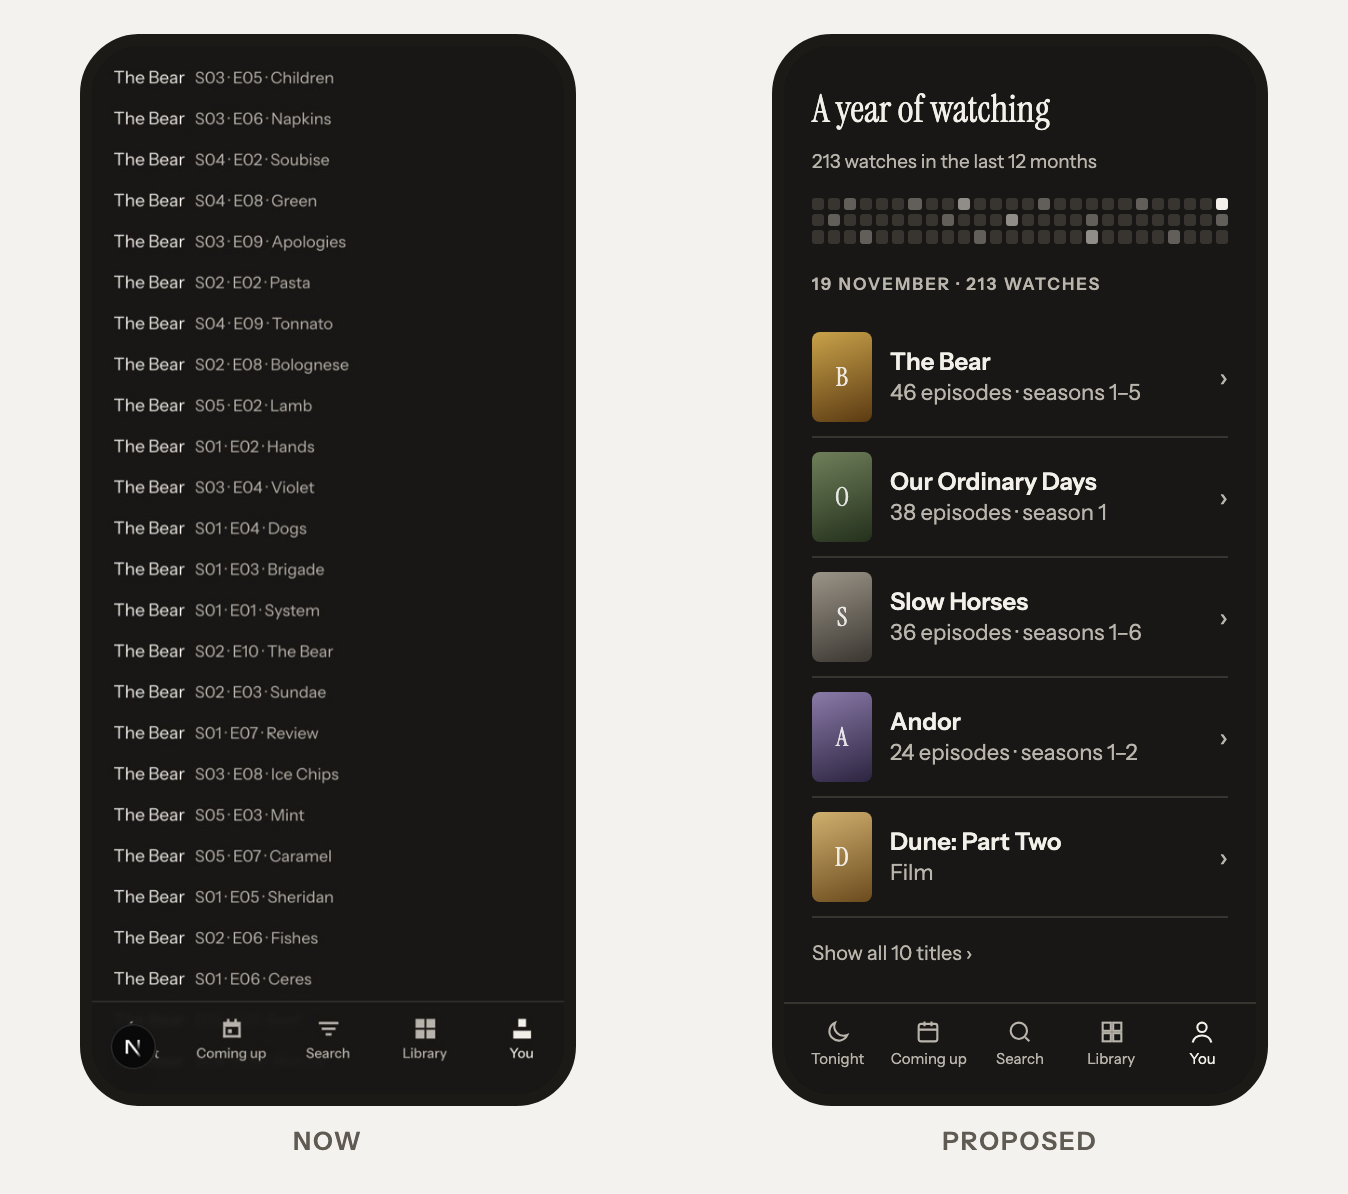 The Bear S03·E05·Children
The Bear S03·E06·Napkins
The Bear S04·E02·Soubise
The Bear S04·E08·Green
The Bear S03·E09·Apologies
The Bear S02·E02·Pasta
The Bear S04·E09·Tonnato
The Bear S02·E08·Bolognese
The Bear S05·E02·Lamb
The Bear S01·E02·Hands
The Bear S03·E04·Violet
The Bear S01·E04·Dogs
The Bear S01·E03·Brigade
The Bear S01·E01·System
The Bear S02·E10·The Bear
The Bear S02·E03·Sundae
The Bear S01·E07·Review
The Bear S03·E08·Ice Chips
The Bear S05·E03·Mint
The Bear S05·E07·Caramel
The Bear S01·E05·Sheridan
The Bear S02·E06·Fishes
The Bear S01·E06·Ceres
N
Coming up Search Library You
NOW
A year of watching
213 watches in the last 12 months
19 NOVEMBER · 213 WATCHES
B
The Bear
46 episodes · seasons 1–5 ›
O
Our Ordinary Days
38 episodes · season 1 ›
S
Slow Horses
36 episodes · seasons 1–6 ›
A
Andor
24 episodes · seasons 1–2 ›
D
Dune: Part Two
Film ›
Show all 10 titles ›
Tonight Coming up Search Library You
PROPOSED